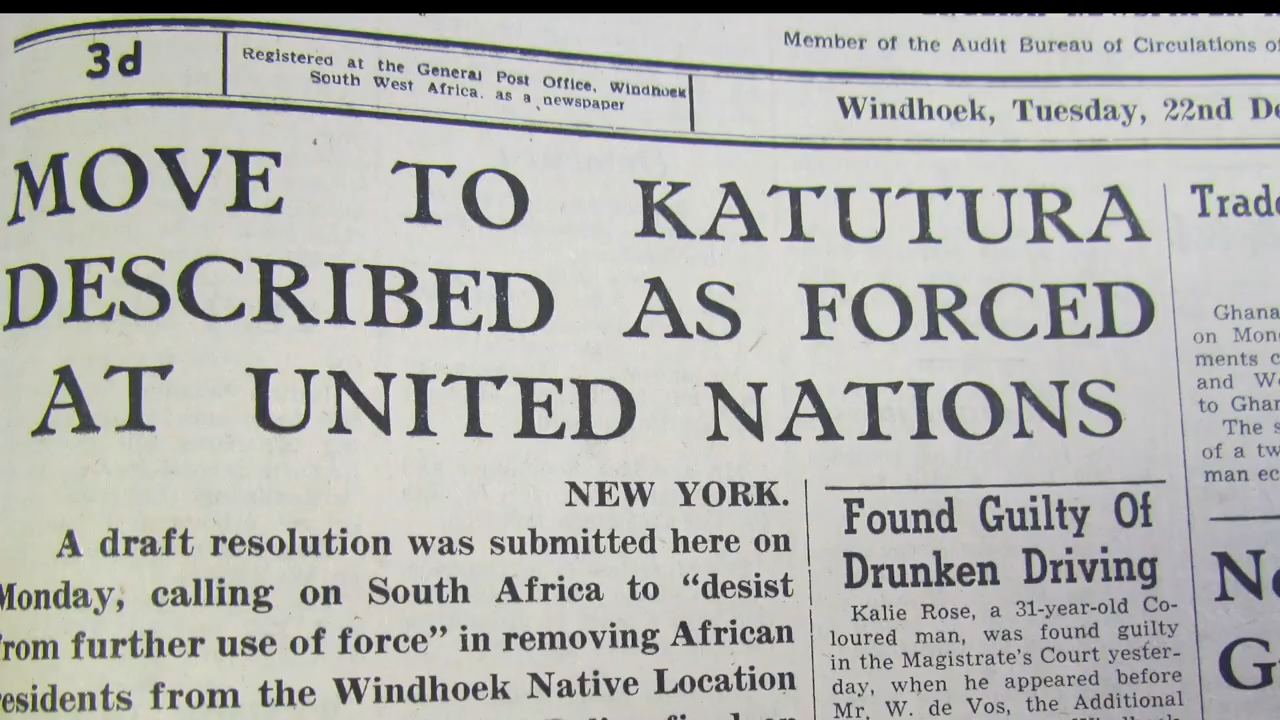 Member of the Audit Bureau of Circulations
3d
Registered at the General Post Office, Windhoek
South West Africa. as a newspaper
Windhoek, Tuesday, 22nd
MOVE TO KATUTURA
DESCRIBED AS FORCED
AT UNITED NATIONS
NEW YORK.
A draft resolution was submitted here on
Monday, calling on South Africa to “desist
from further use of force” in removing African
residents from the Windhoek Native Location
Found Guilty Of
Drunken Driving
Kalie Rose, a 31-year-old Co-
loured man, was found guilty
in the Magistrate's Court yester-
day, when he appeared before
Mr. W. de Vos, the Additional
Ghana
on
ments
and
to
The
of a
man